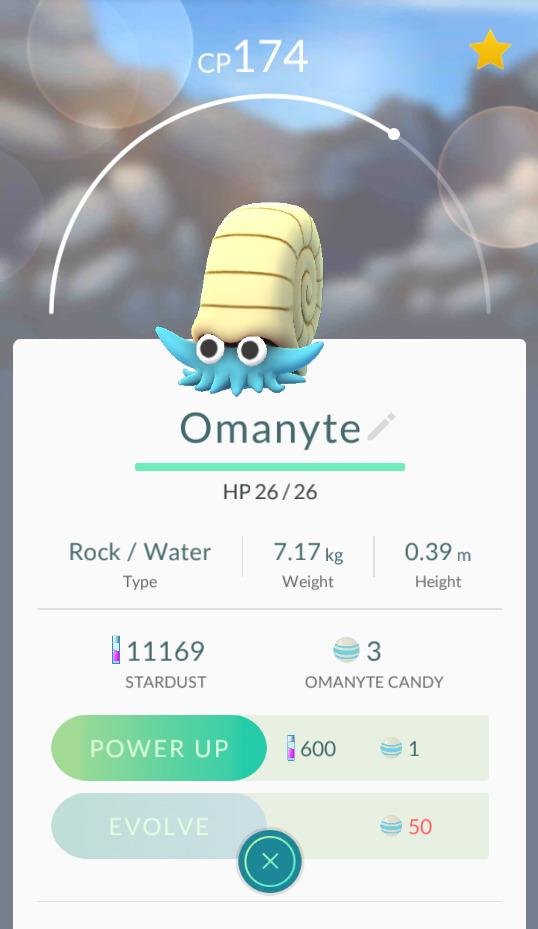 CP174
Omanyte
HP 26 / 26
Rock / Water 7.17 kg 0.39 m
Type Weight Height
11169 3
STARDUST OMANYTE CANDY
POWER UP 600 1
EVOLVE 50